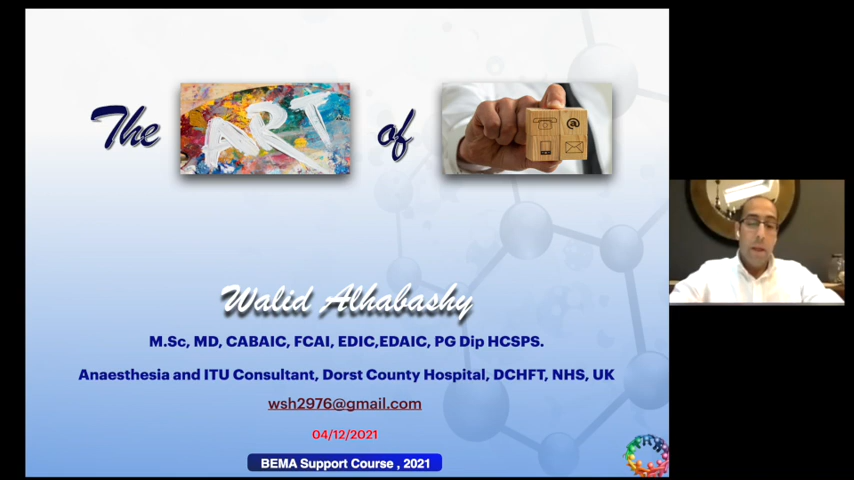 The ART of
@
Walid Alhabashy
M.Sc, MD, CABAIC, FCAI, EDIC,EDAIC, PG Dip HCSPS.
Anaesthesia and ITU Consultant, Dorst County Hospital, DCHFT, NHS, UK
wsh2976@gmail.com
04/12/2021
BEMA Support Course , 2021